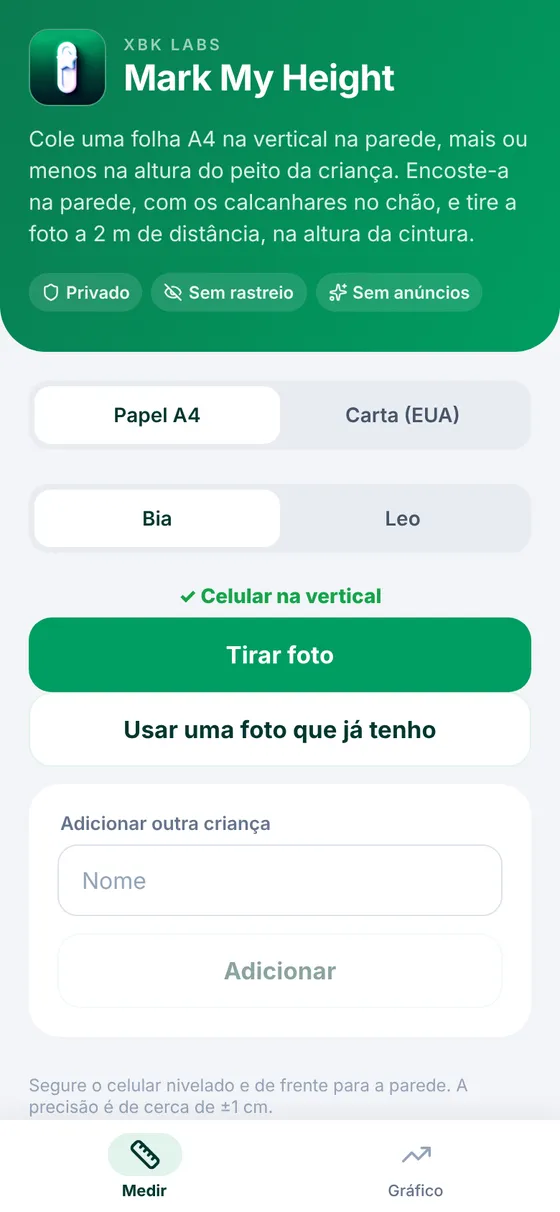 XBK LABS
Mark My Height
Cole uma folha A4 na vertical na parede, mais ou
menos na altura do peito da criança. Encoste-a
na parede, com os calcanhares no chão, e tire a
foto a 2 m de distância, na altura da cintura.
Privado
Sem rastreio
Sem anúncios
Papel A4
Carta (EUA)
Bia
Leo
✓ Celular na vertical
Tirar foto
Usar uma foto que já tenho
Adicionar outra criança
Nome
Adicionar
Segure o celular nivelado e de frente para a parede. A
precisão é de cerca de ±1 cm.
Medir
Gráfico